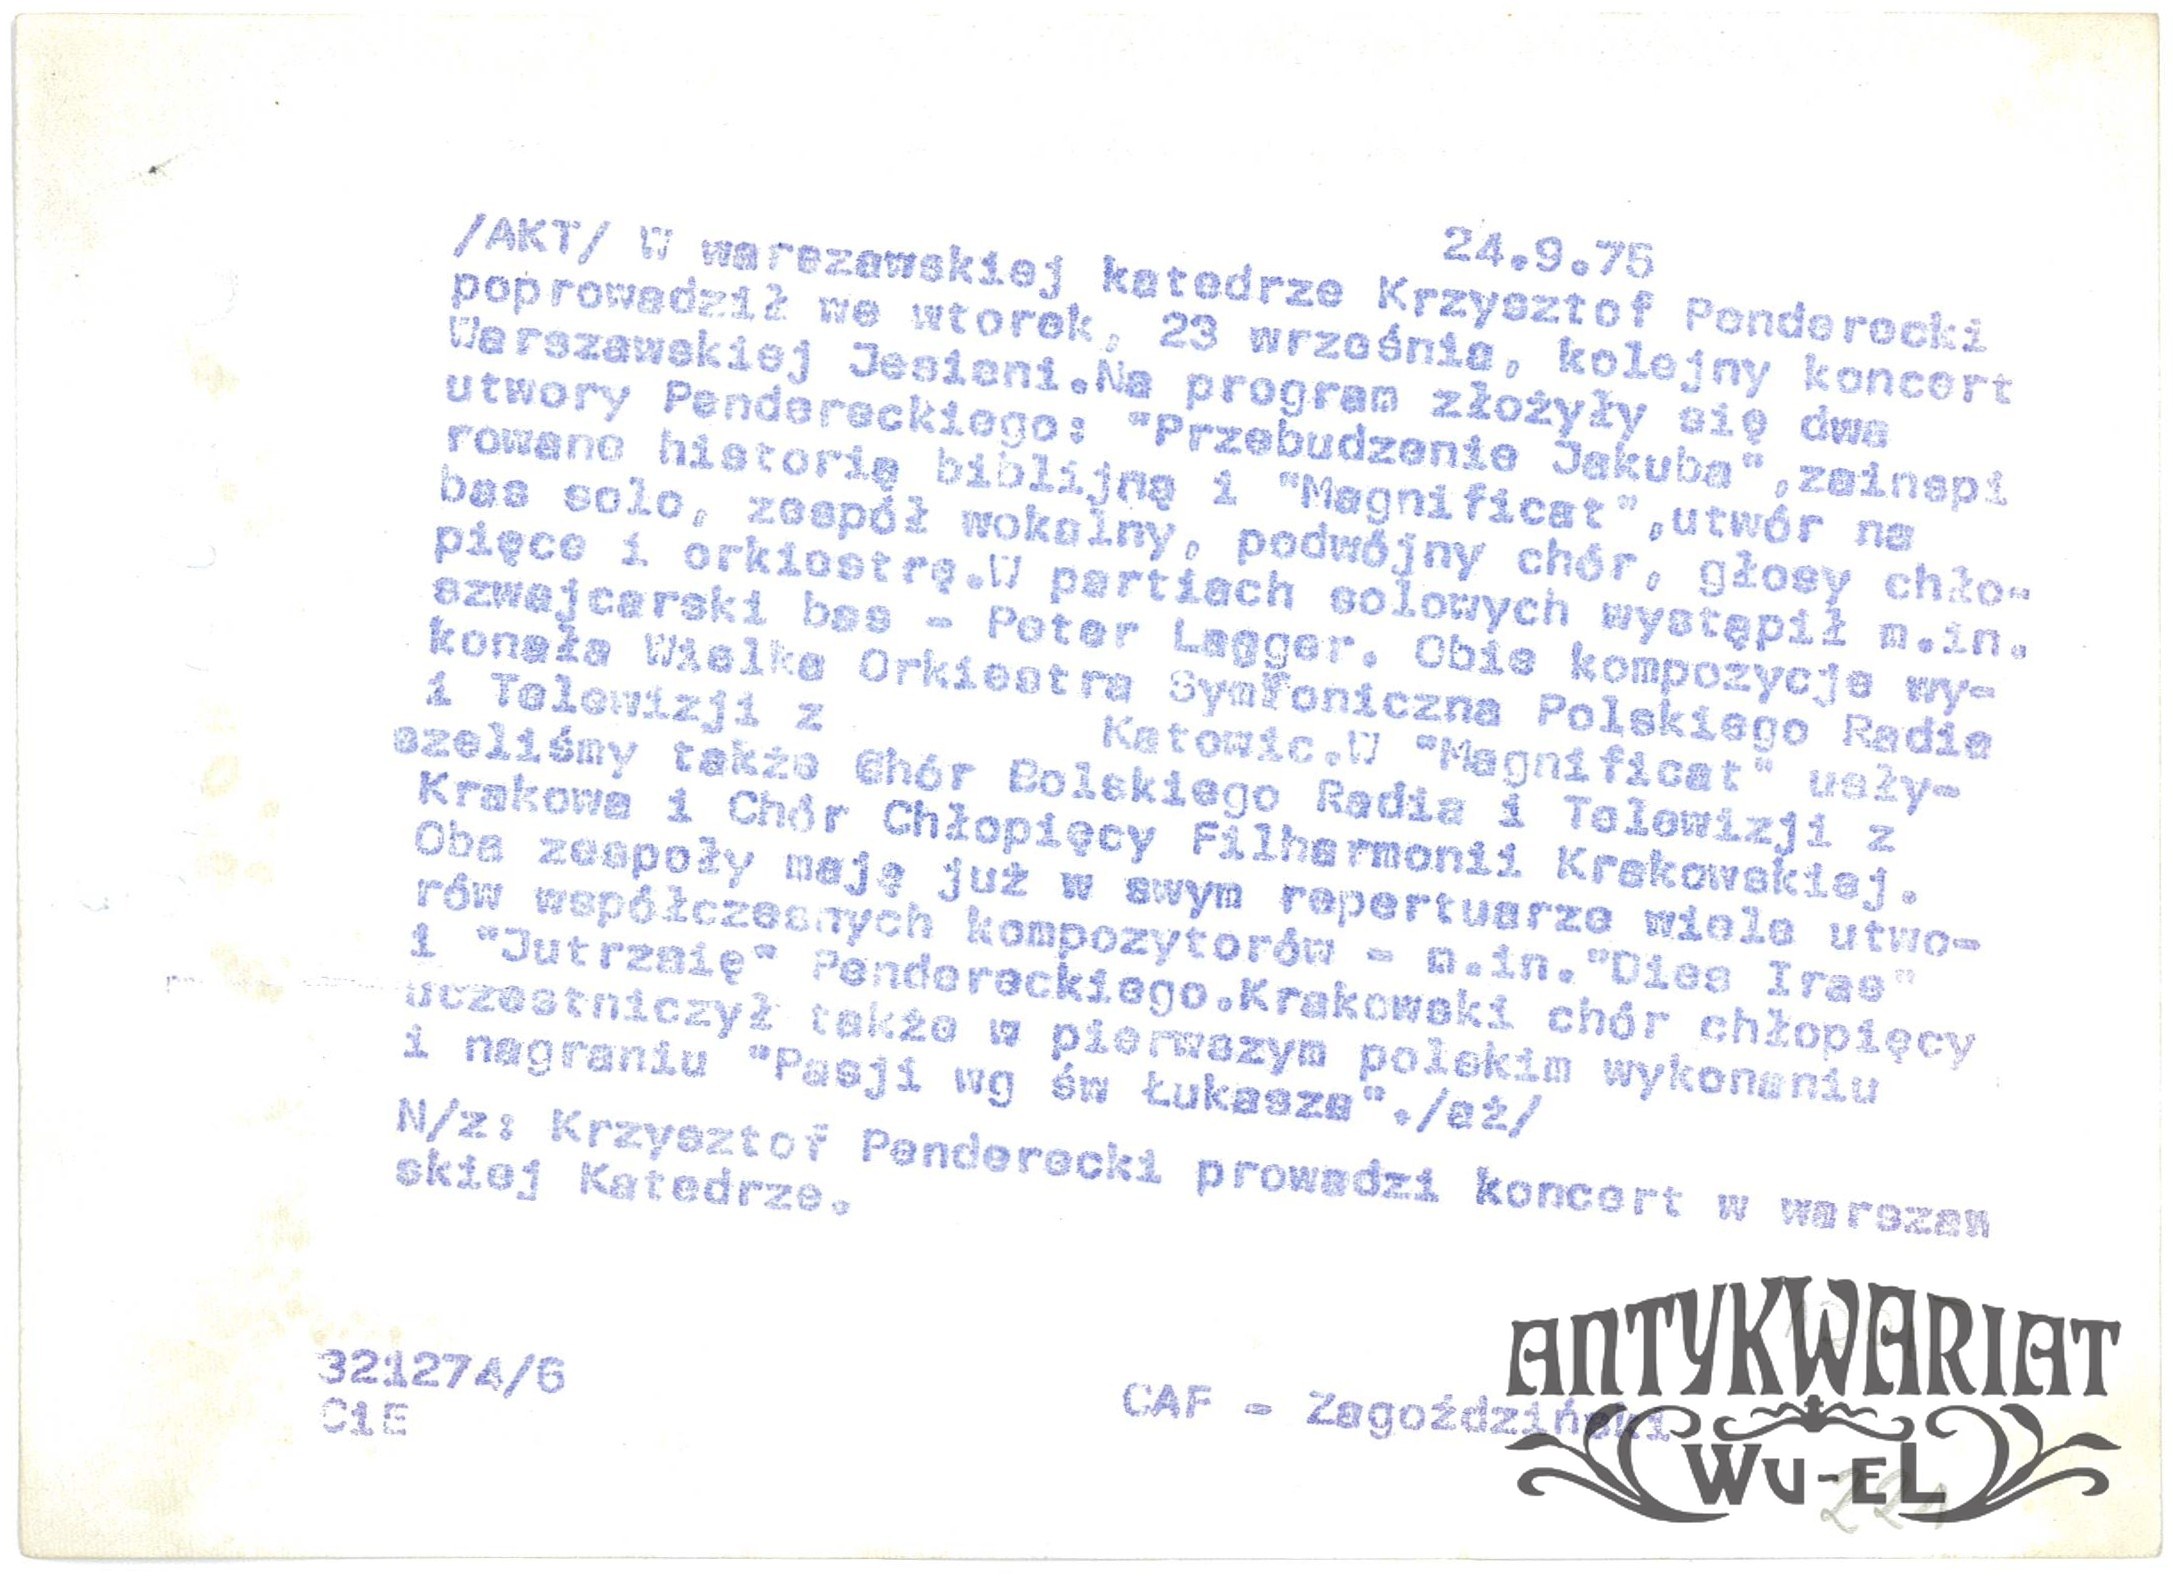 24.9.75
/AKT/ W warszawskiej katedrze Krzysztof Penderecki
poprowadził we wtorek, 23 września, kolejny koncert
Warszawskiej Jesieni.Na program złożyły się dwa
utwory Pendereckiego: "Przebudzenie Jakuba",zainspi
rowane historią biblijną i "Magnificat",utwór na
bas solo, zespół wokalny, podwójny chór, głosy chło-
pięce i orkiestrę.W partiach solowych wystąpił m.in.
szwajcarski bas - Peter Lagger. Obie kompozycje wy-
konała Wielka Orkiestra Symfoniczna Polskiego Radia
i Telewizji z Katowic.W "Magnificat" usły-
szeliśmy także Chór Polskiego Radia i Telewizji z
Krakowa i Chór Chłopięcy Filharmonii Krakowskiej.
Oba zespoły mają już w swym repertuarze wiele utwo-
rów współczesnych kompozytorów - m.in."Dies Irae"
i "Jutrznię" Pendereckiego.Krakowski chór chłopięcy
uczestniczył także w pierwszym polskim wykonaniu
i nagraniu "Pasji wg św Łukasza"./aż/
N/z: Krzysztof Penderecki prowadzi koncert w warszaw
skiej Katedrze.
321274/6
C1E
CAF - Zagoździński
ANTYKWARIAT
WU-EL
221